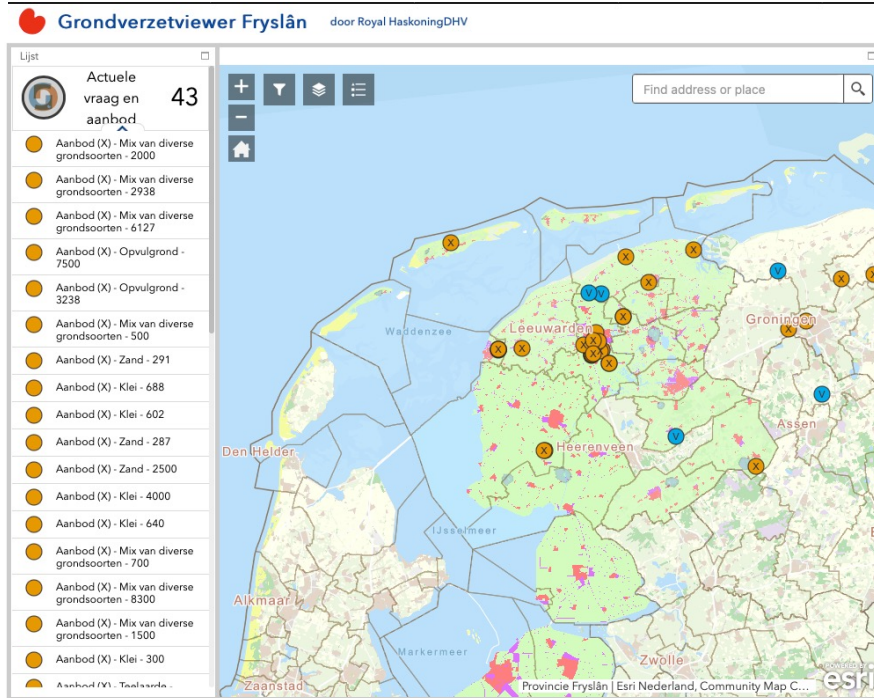 Grondverzetviewer Fryslân door Royal HaskoningDHV
Lijst
Actuele
vraag en
aanbod
43
Aanbod (X) - Mix van diverse
grondsoorten - 2000
Aanbod (X) - Mix van diverse
grondsoorten - 2938
Aanbod (X) - Mix van diverse
grondsoorten - 6127
Aanbod (X) - Opvulgrond -
7500
Aanbod (X) - Opvulgrond -
3238
Aanbod (X) - Mix van diverse
grondsoorten - 500
Aanbod (X) - Zand - 291
Aanbod (X) - Klei - 688
Aanbod (X) - Klei - 602
Aanbod (X) - Zand - 287
Aanbod (X) - Zand - 2500
Aanbod (X) - Klei - 4000
Aanbod (X) - Klei - 640
Aanbod (X) - Mix van diverse
grondsoorten - 700
Aanbod (X) - Mix van diverse
grondsoorten - 8300
Aanbod (X) - Mix van diverse
grondsoorten - 1500
Aanbod (X) - Klei - 300
Aanbod (X) - Teelaarde -
Find address or place
X
X
X
X
V
X
X
V V
X
Waddenzee
Leeuwarden
Groningen
X
X
X
X
X
X
X
X
V
Assen
Den Helder
V
X
Heerenveen
X
IJsselmeer
Alkmaar
Markermeer
Zwolle
Zaanstad
POWERED BY
esri
Provincie Fryslân | Esri Nederland, Community Map C...